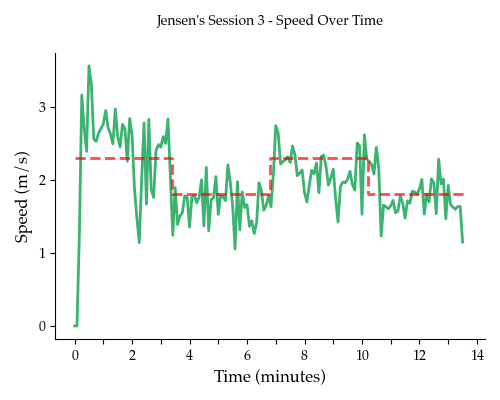 Jensen's Session 3 - Speed Over Time
Speed (m/s)
3
2
1
0
0 2 4 6 8 10 12 14
Time (minutes)